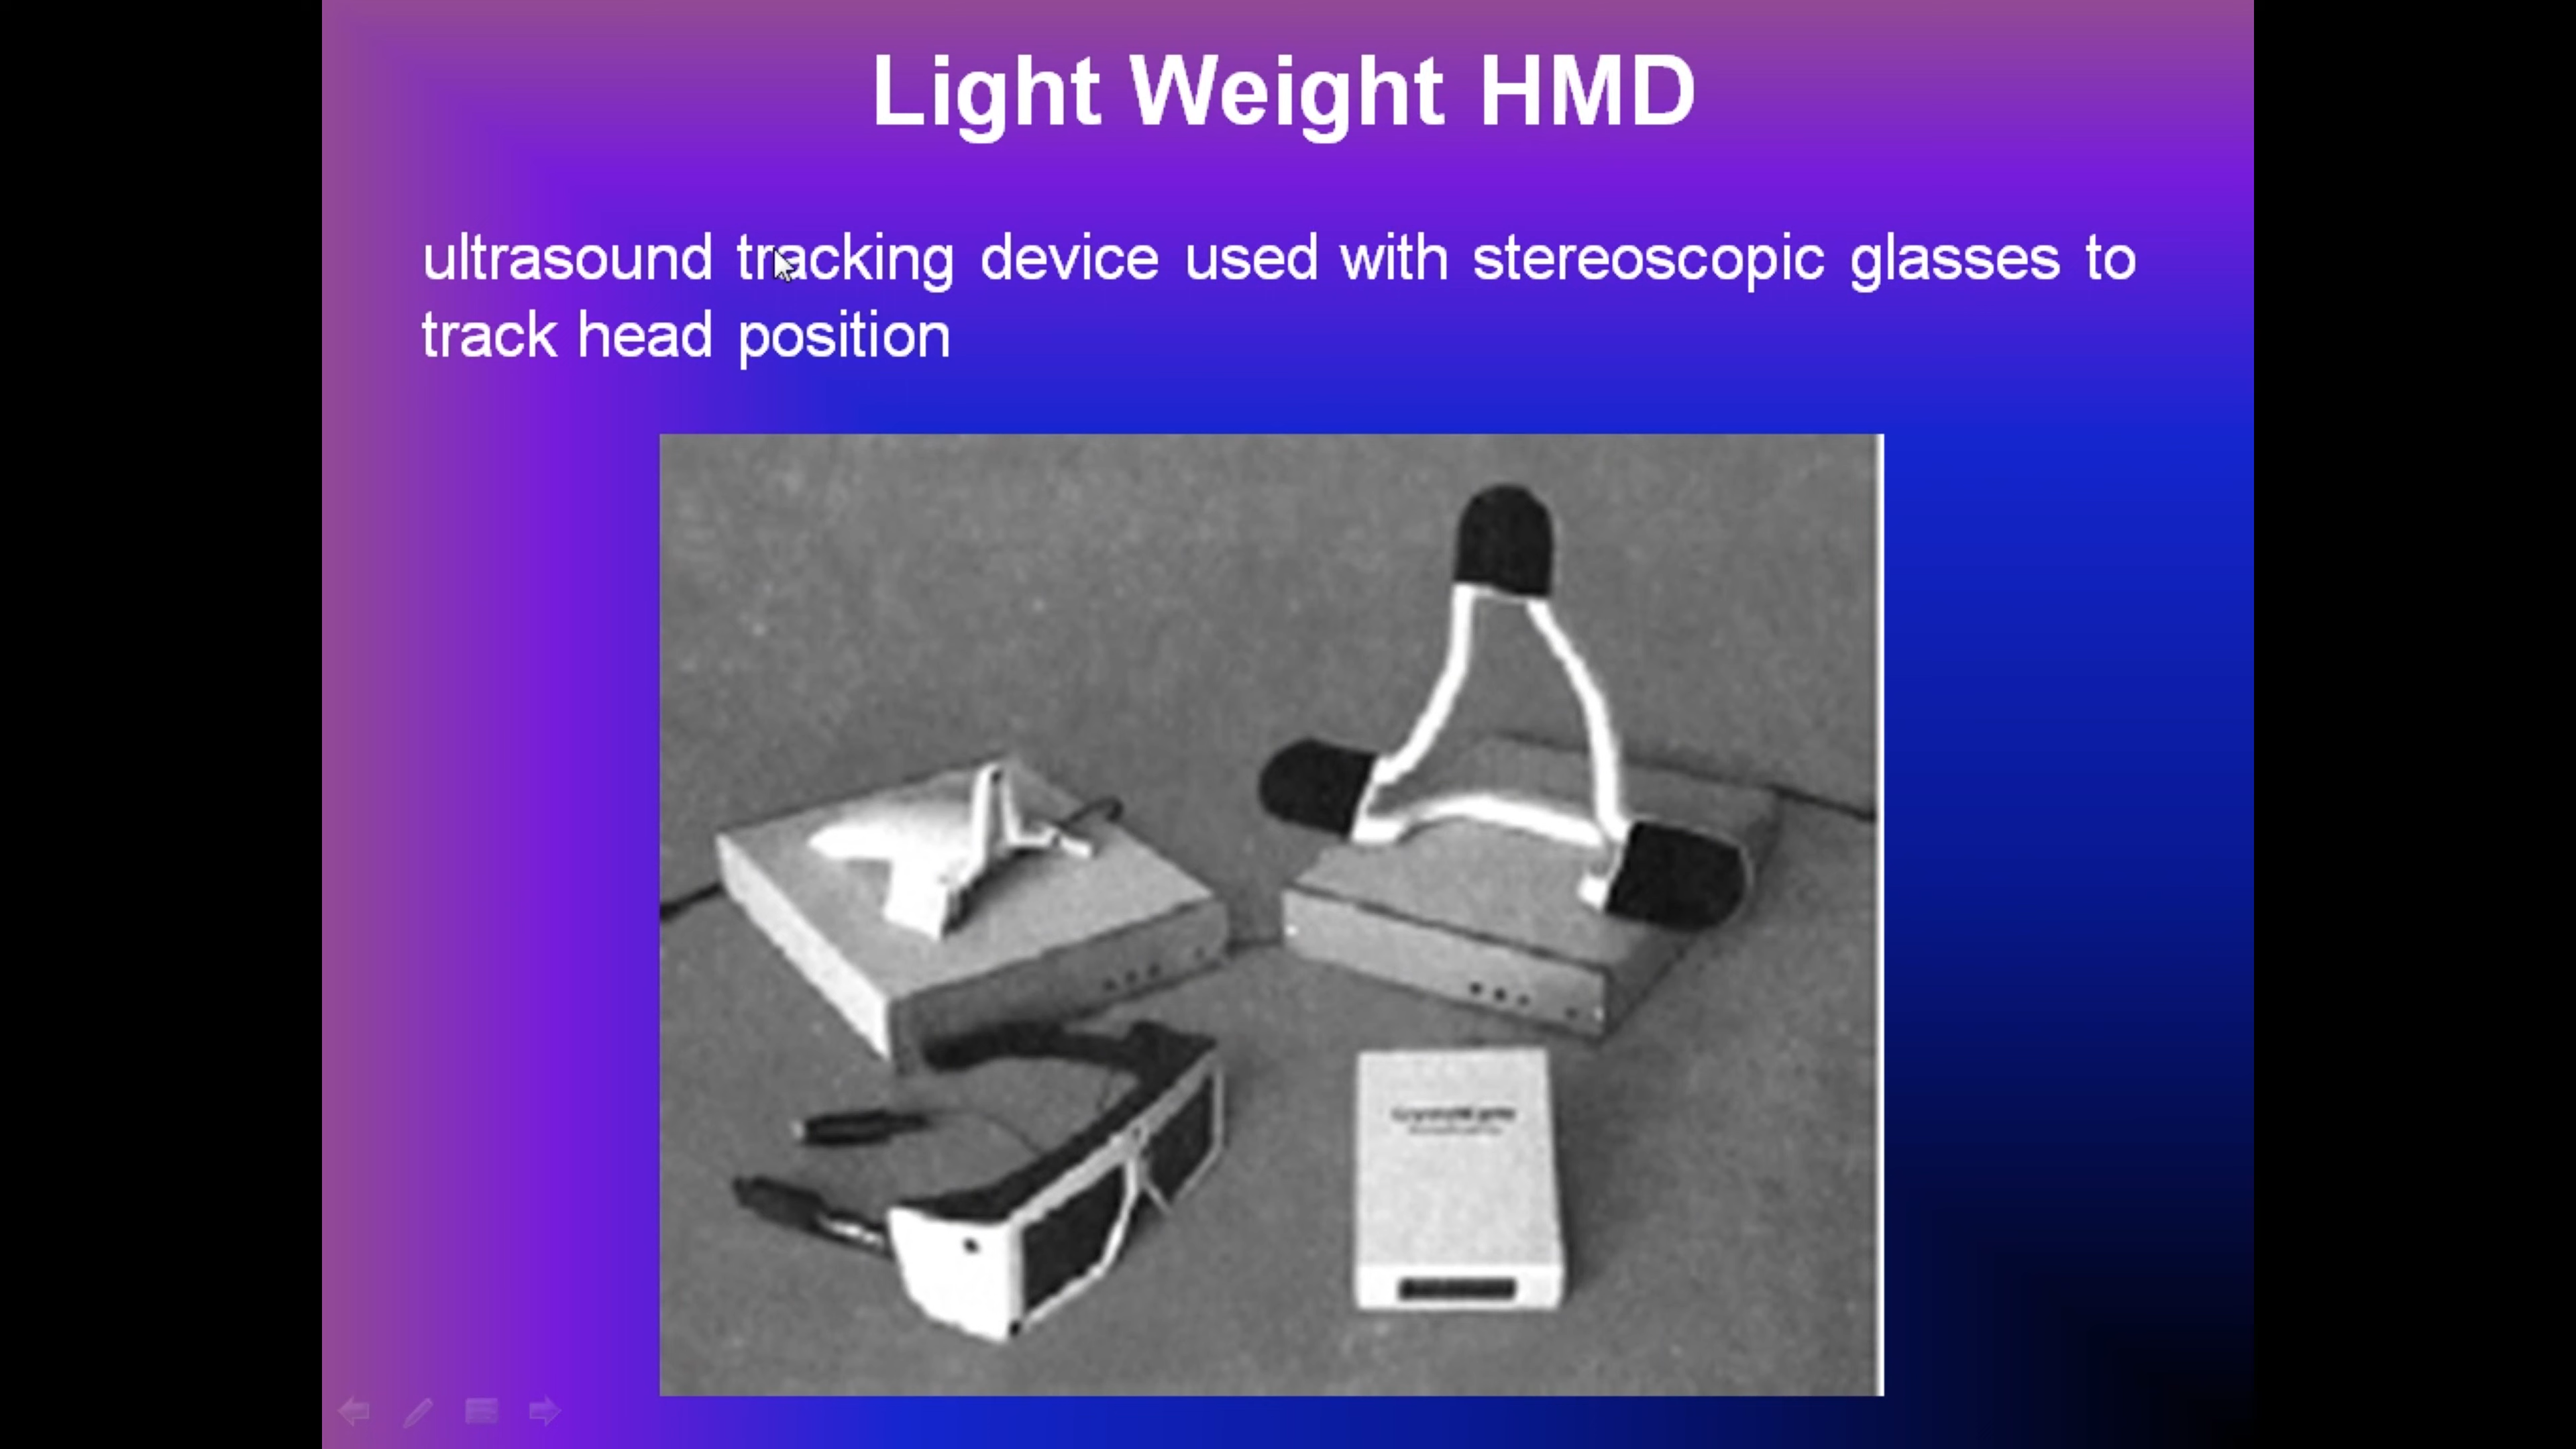 Light Weight HMD
ultrasound tracking device used with stereoscopic glasses to
track head position